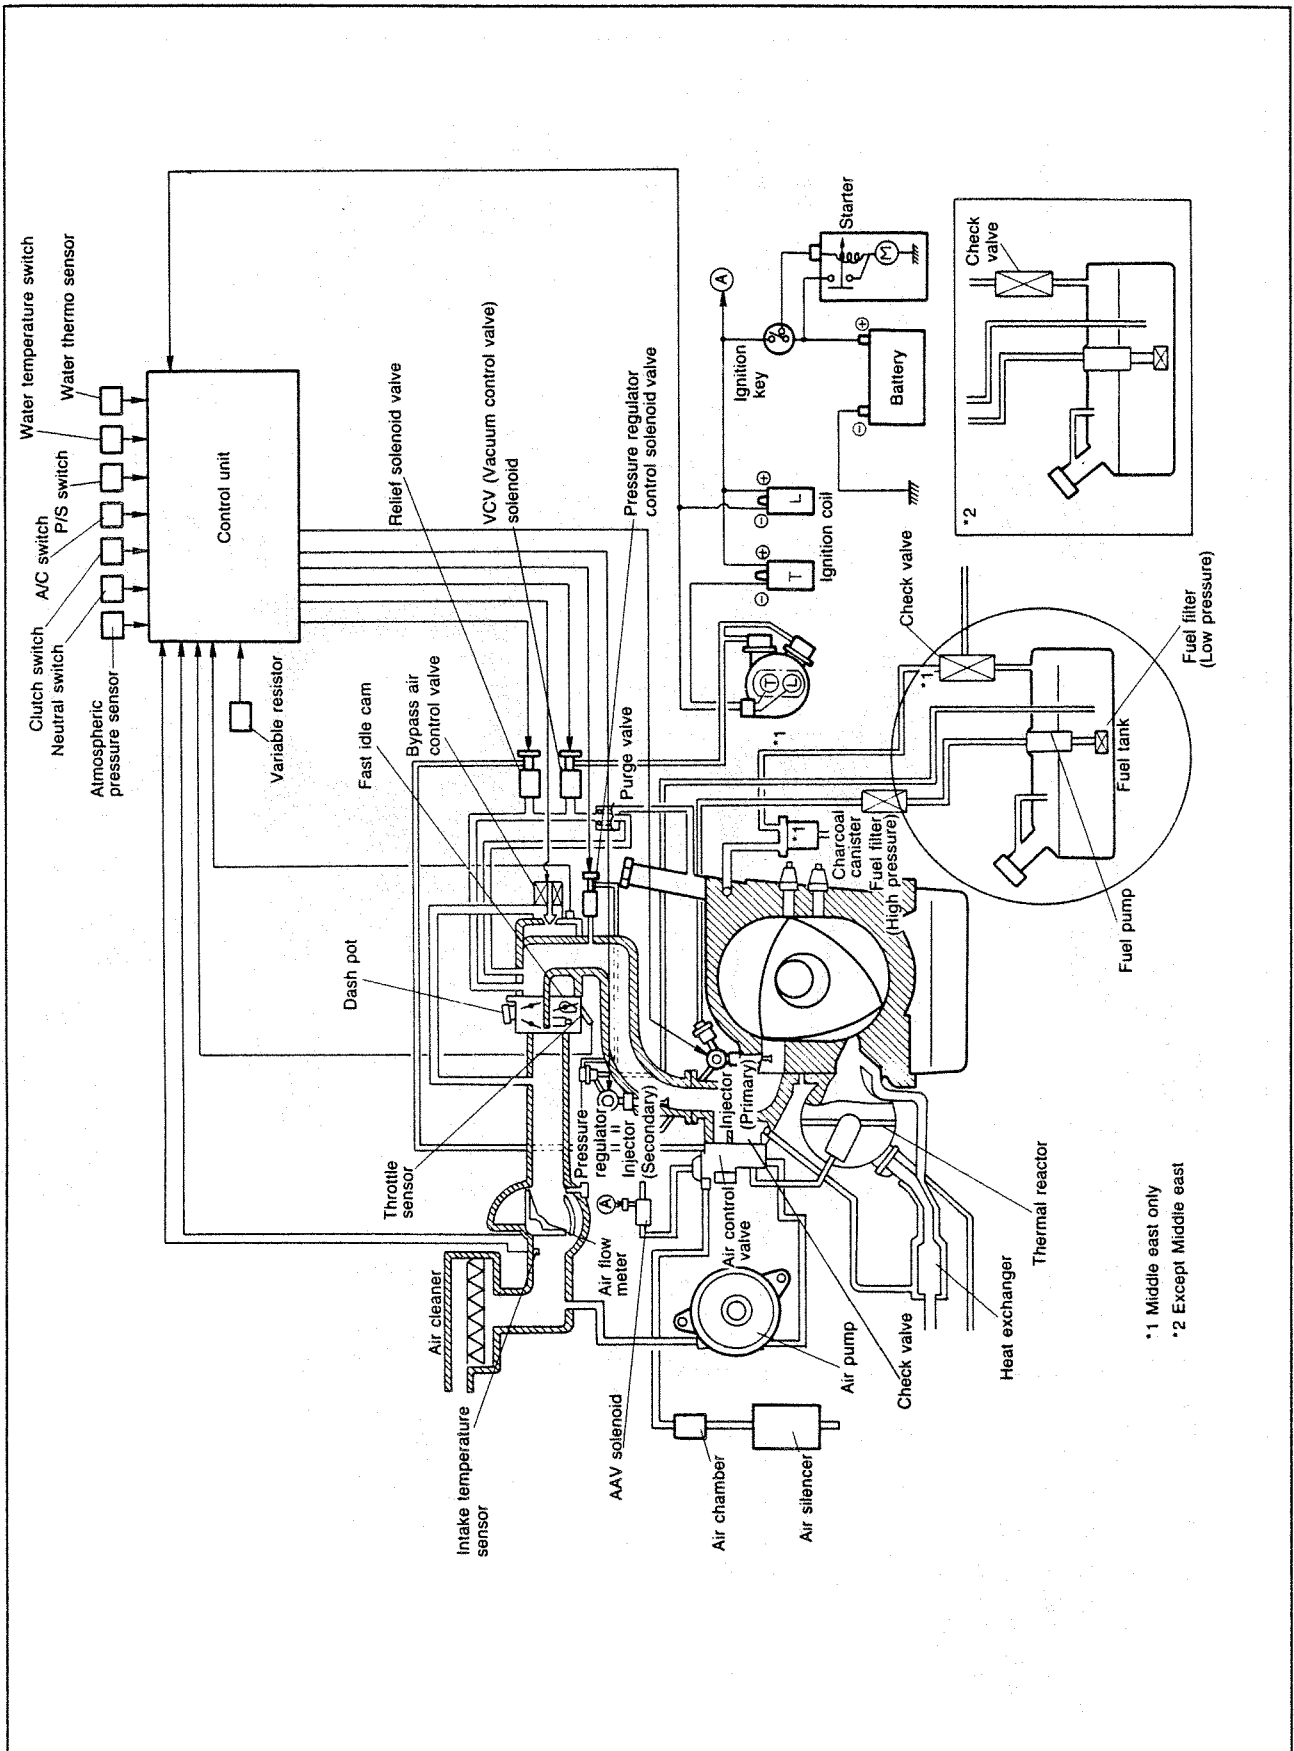 Water temperature switch
Water thermo sensor
P/S switch
A/C switch
Clutch switch
Neutral switch
Atmospheric
pressure sensor
Control unit
Variable resistor
Relief solenoid valve
VCV (Vacuum control valve)
solenoid
Pressure regulator
control solenoid valve
Purge valve
Bypass air
control valve
Fast idle cam
Dash pot
Throttle
sensor
Pressure
regulator
Injector
(Secondary)
Injector
(Primary)
Air flow
meter
Air cleaner
Intake temperature
sensor
A
AAV solenoid
Air control
valve
Air pump
Air chamber
Air silencer
Check valve
Heat exchanger
Thermal reactor
Starter
M
A
Ignition
key
Battery
+
-
L
+
-
T
+
-
Ignition coil
T
L
*1
*1
Charcoal
canister
Fuel filter
(High pressure)
Check valve
*1
Fuel filter
(Low pressure)
Fuel tank
Fuel pump
*2
Check
valve
*1 Middle east only
*2 Except Middle east